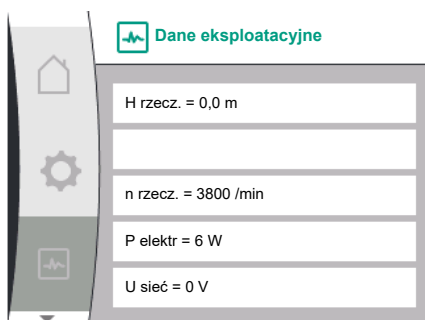 Dane eksploatacyjne
H rzecz. = 0,0 m
n rzecz. = 3800 /min
P elektr = 6 W
U sieć = 0 V